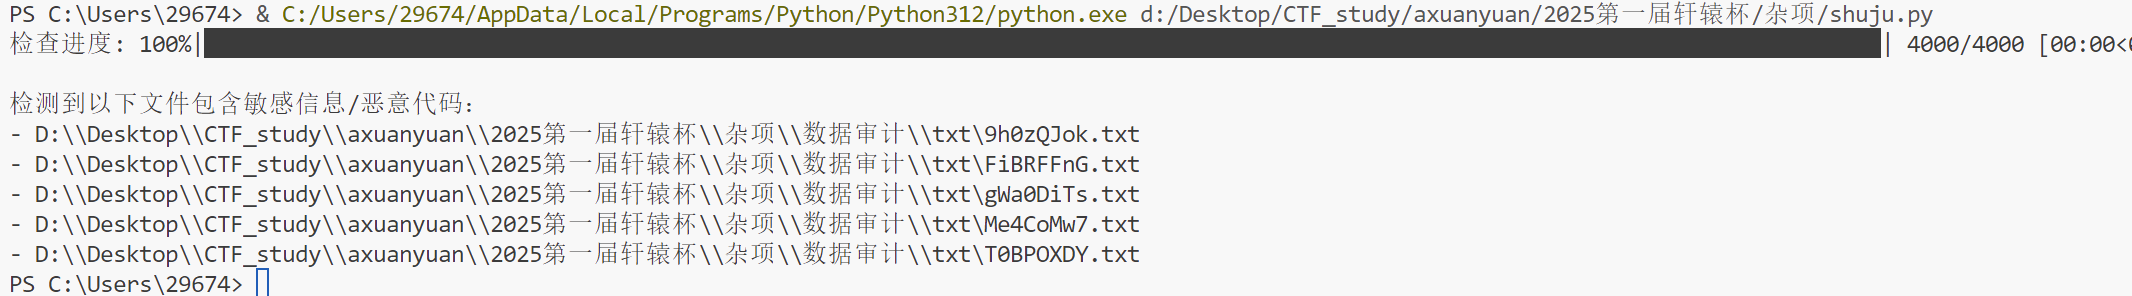 PS C:\Users\29674> & C:/Users/29674/AppData/Local/Programs/Python/Python312/python.exe d:/Desktop/CTF_study/axuanyuan/2025第一届轩辕杯/杂项/shuju.py
检查进度: 100%|| 4000/4000 [00:00<
检测到以下文件包含敏感信息/恶意代码:
- D:\\Desktop\\CTF_study\\axuanyuan\\2025第一届轩辕杯\\杂项\\数据审计\\txt\9h0zQJok.txt
- D:\\Desktop\\CTF_study\\axuanyuan\\2025第一届轩辕杯\\杂项\\数据审计\\txt\FiBRFFnG.txt
- D:\\Desktop\\CTF_study\\axuanyuan\\2025第一届轩辕杯\\杂项\\数据审计\\txt\gWa0DiTs.txt
- D:\\Desktop\\CTF_study\\axuanyuan\\2025第一届轩辕杯\\杂项\\数据审计\\txt\Me4CoMw7.txt
- D:\\Desktop\\CTF_study\\axuanyuan\\2025第一届轩辕杯\\杂项\\数据审计\\txt\T0BPOXDY.txt
PS C:\Users\29674>